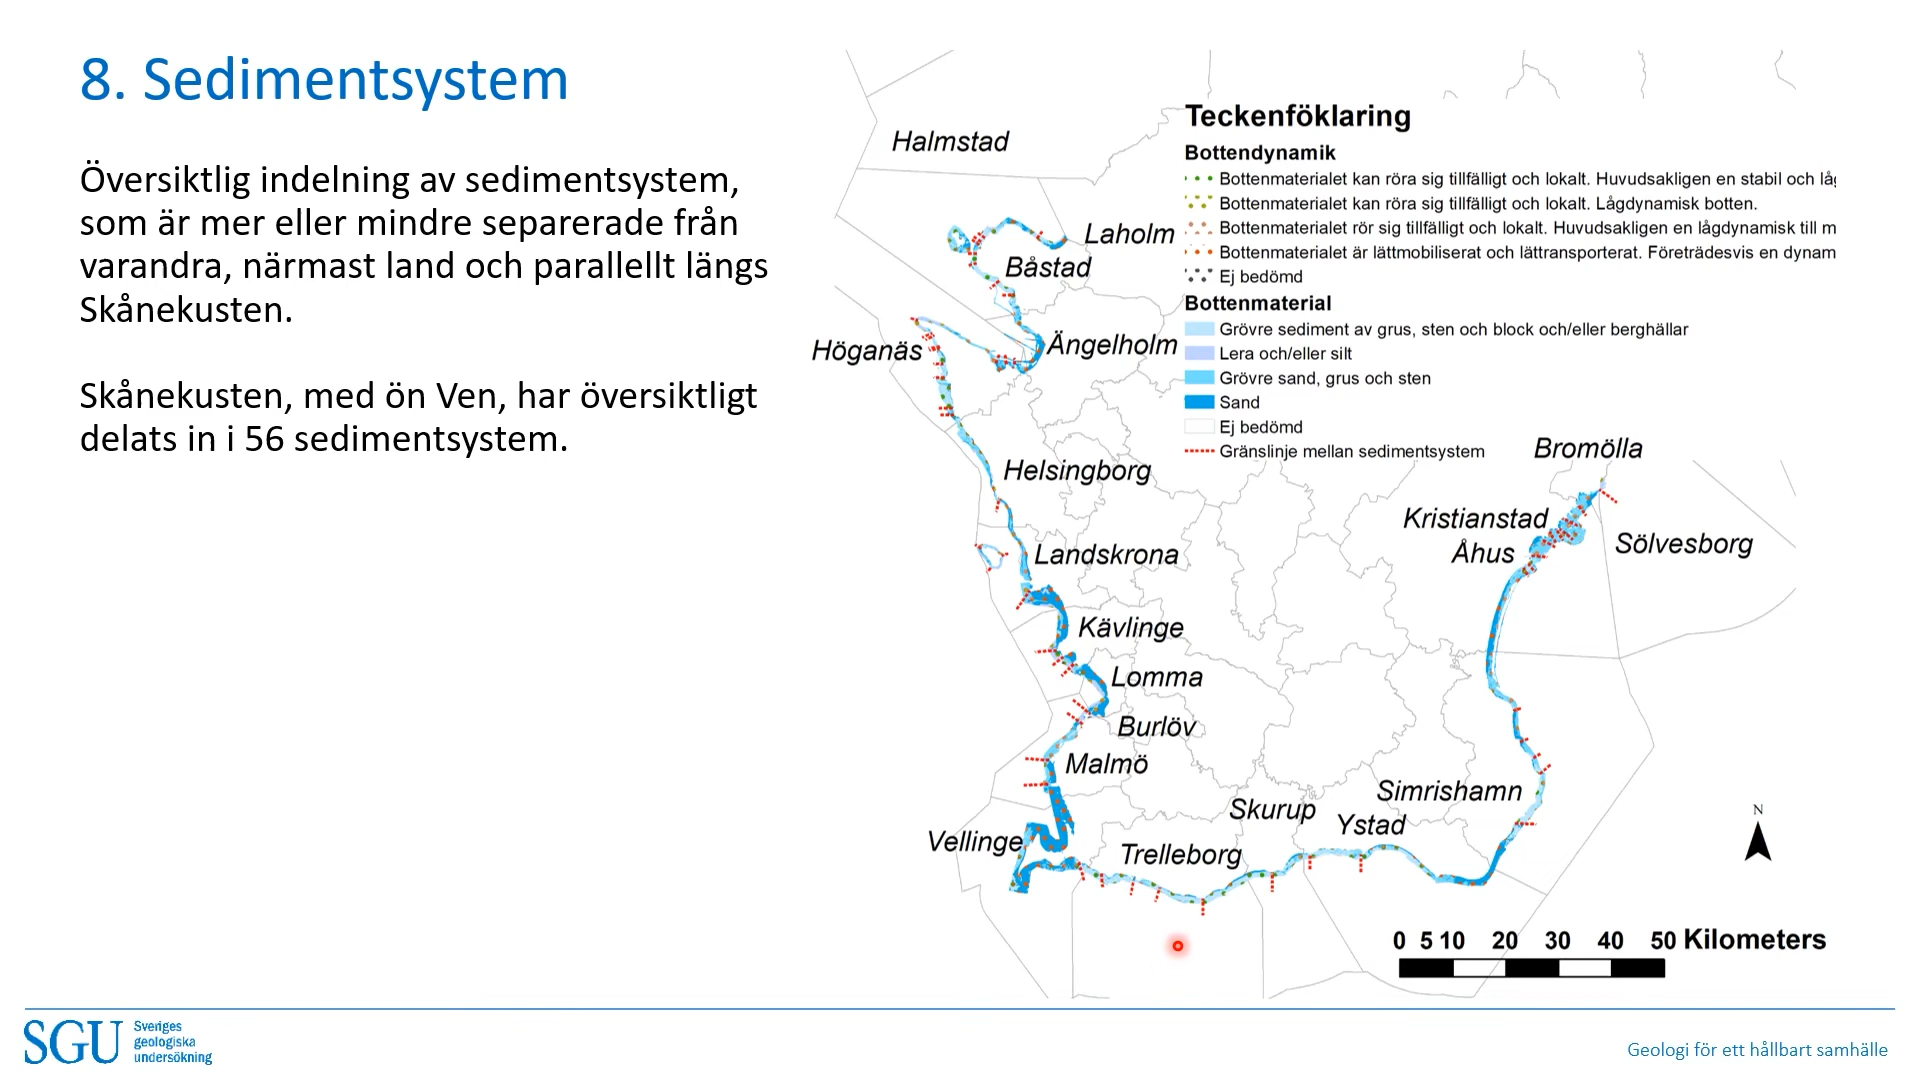 8. Sedimentsystem
Översiktlig indelning av sedimentsystem,
som är mer eller mindre separerade från
varandra, närmast land och parallellt längs
Skånekusten.
Skånekusten, med ön Ven, har översiktligt
delats in i 56 sedimentsystem.
Teckenföklaring
Bottendynamik
Bottenmaterialet kan röra sig tillfälligt och lokalt. Huvudsakligen en stabil och låg
Bottenmaterialet kan röra sig tillfälligt och lokalt. Lågdynamisk botten.
Bottenmaterialet rör sig tillfälligt och lokalt. Huvudsakligen en lågdynamisk till m
Bottenmaterialet är lättmobiliserat och lättransporterat. Företrädesvis en dynam
Ej bedömd
Bottenmaterial
Grövre sediment av grus, sten och block och/eller berghällar
Lera och/eller silt
Grövre sand, grus och sten
Sand
Ej bedömd
Gränslinje mellan sedimentsystem
Halmstad
Laholm
Båstad
Ängelholm
Höganäs
Helsingborg
Landskrona
Kävlinge
Lomma
Burlöv
Malmö
Vellinge
Trelleborg
Skurup
Ystad
Simrishamn
Bromölla
Kristianstad
Åhus
Sölvesborg
N
0 5 10 20 30 40 50 Kilometers
SGU
Sveriges
geologiska
undersökning
Geologi för ett hållbart samhälle